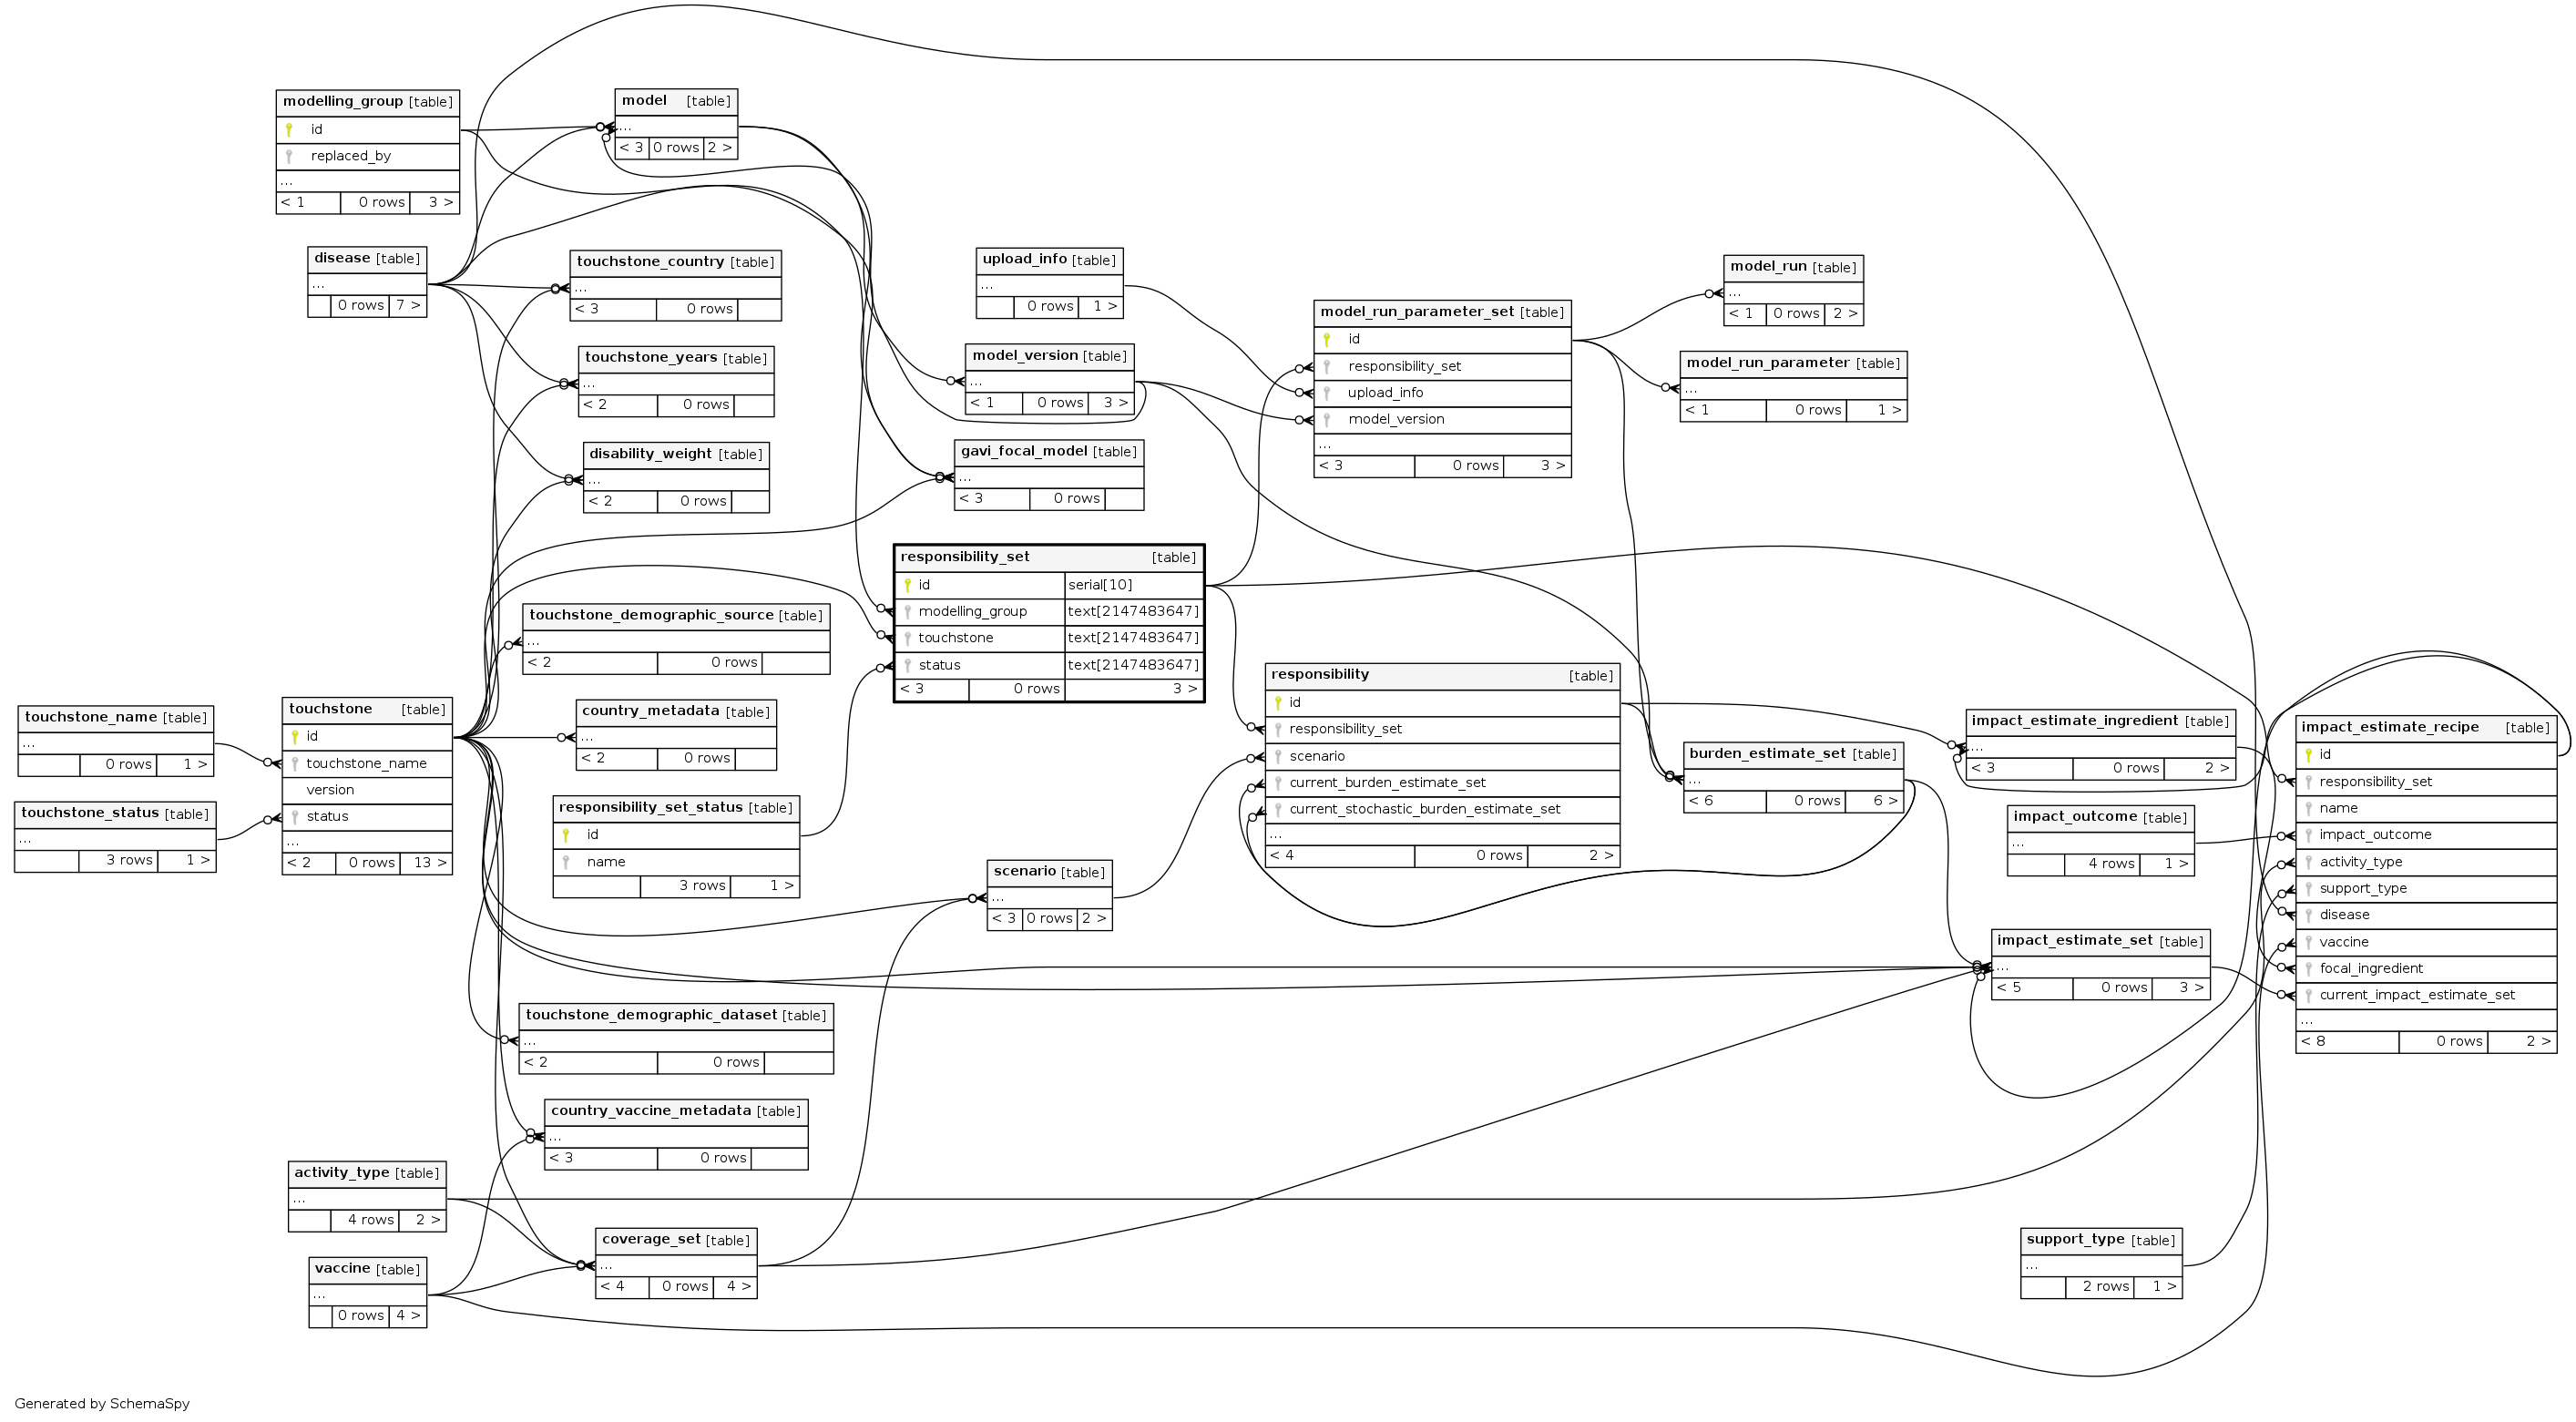 modelling_group [table]
id
replaced_by
...
< 1 0 rows 3 >
model [table]
...
< 3 0 rows 2 >
disease [table]
...
0 rows 7 >
touchstone_country [table]
...
< 3 0 rows
touchstone_years [table]
...
< 2 0 rows
disability_weight [table]
...
< 2 0 rows
upload_info [table]
...
0 rows 1 >
model_version [table]
...
< 1 0 rows 3 >
gavi_focal_model [table]
...
< 3 0 rows
model_run_parameter_set [table]
id
responsibility_set
upload_info
model_version
...
< 3 0 rows 3 >
model_run [table]
...
< 1 0 rows 2 >
model_run_parameter [table]
...
< 1 0 rows 1 >
responsibility_set [table]
id serial[10]
modelling_group text[2147483647]
touchstone text[2147483647]
status text[2147483647]
< 3 0 rows 3 >
touchstone_demographic_source [table]
...
< 2 0 rows
touchstone_name [table]
...
0 rows 1 >
touchstone_status [table]
...
3 rows 1 >
touchstone [table]
id
touchstone_name
version
status
...
< 2 0 rows 13 >
country_metadata [table]
...
< 2 0 rows
responsibility_set_status [table]
id
name
3 rows 1 >
scenario [table]
...
< 3 0 rows 2 >
responsibility [table]
id
responsibility_set
scenario
current_burden_estimate_set
current_stochastic_burden_estimate_set
...
< 4 0 rows 2 >
burden_estimate_set [table]
...
< 6 0 rows 6 >
impact_estimate_ingredient [table]
...
< 3 0 rows 2 >
impact_outcome [table]
...
4 rows 1 >
impact_estimate_set [table]
...
< 5 0 rows 3 >
impact_estimate_recipe [table]
id
responsibility_set
name
impact_outcome
activity_type
support_type
disease
vaccine
focal_ingredient
current_impact_estimate_set
...
< 8 0 rows 2 >
touchstone_demographic_dataset [table]
...
< 2 0 rows
country_vaccine_metadata [table]
...
< 3 0 rows
activity_type [table]
...
4 rows 2 >
vaccine [table]
...
0 rows 4 >
coverage_set [table]
...
< 4 0 rows 4 >
support_type [table]
...
2 rows 1 >
Generated by SchemaSpy